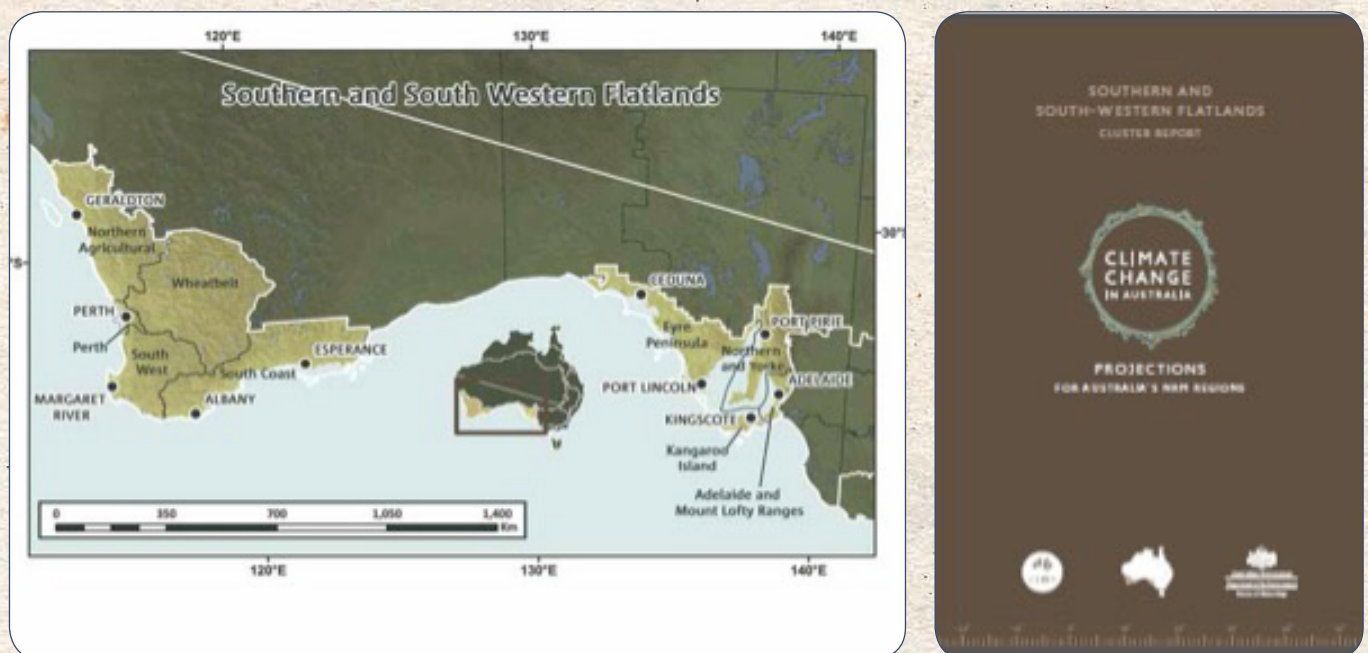 120°E 130°E 140°E
Southern and South Western Flatlands
GERALDTON
Northern
Agricultural
Wheatbelt
PERTH
Perth
South
West
South Coast
ESPERANCE
MARGARET
RIVER
ALBANY
CEDUNA
Eyre
Peninsula
PORT PIRIE
Northern
and Yorke
PORT LINCOLN
ADELAIDE
KINGSCOTE
Kangaroo
Island
Adelaide and
Mount Lofty Ranges
0 350 700 1,050 1,400
Km
120°E 130°E 140°E
SOUTHERN AND
SOUTH-WESTERN FLATLANDS
CLUSTER REPORT
CLIMATE
CHANGE
IN AUSTRALIA
PROJECTIONS
FOR AUSTRALIA'S NRM REGIONS